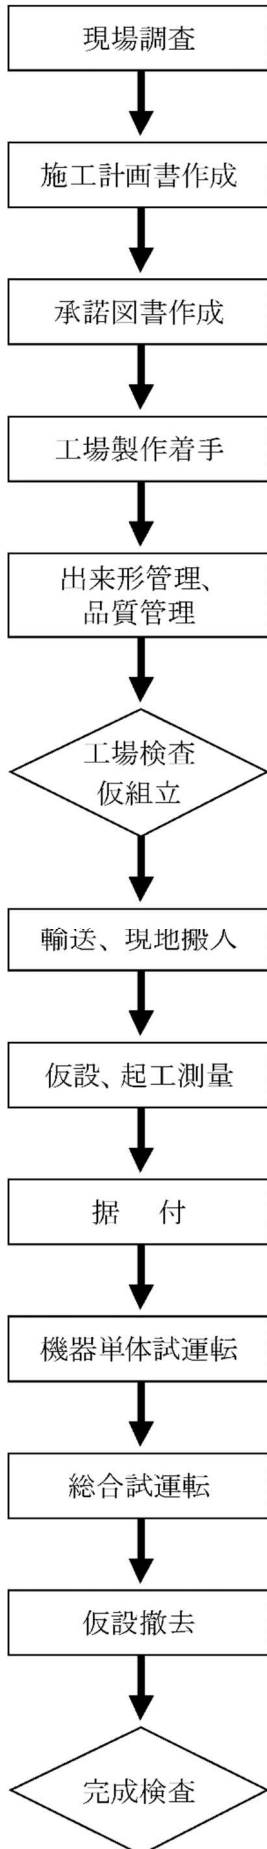 現場調査
施工計画書作成
承諾図書作成
工場製作着手
出来形管理、
品質管理
工場検査
仮組立
輸送、現地搬人
仮設、起工測量
据　付
機器単体試運転
総合試運転
仮設撤去
完成検査